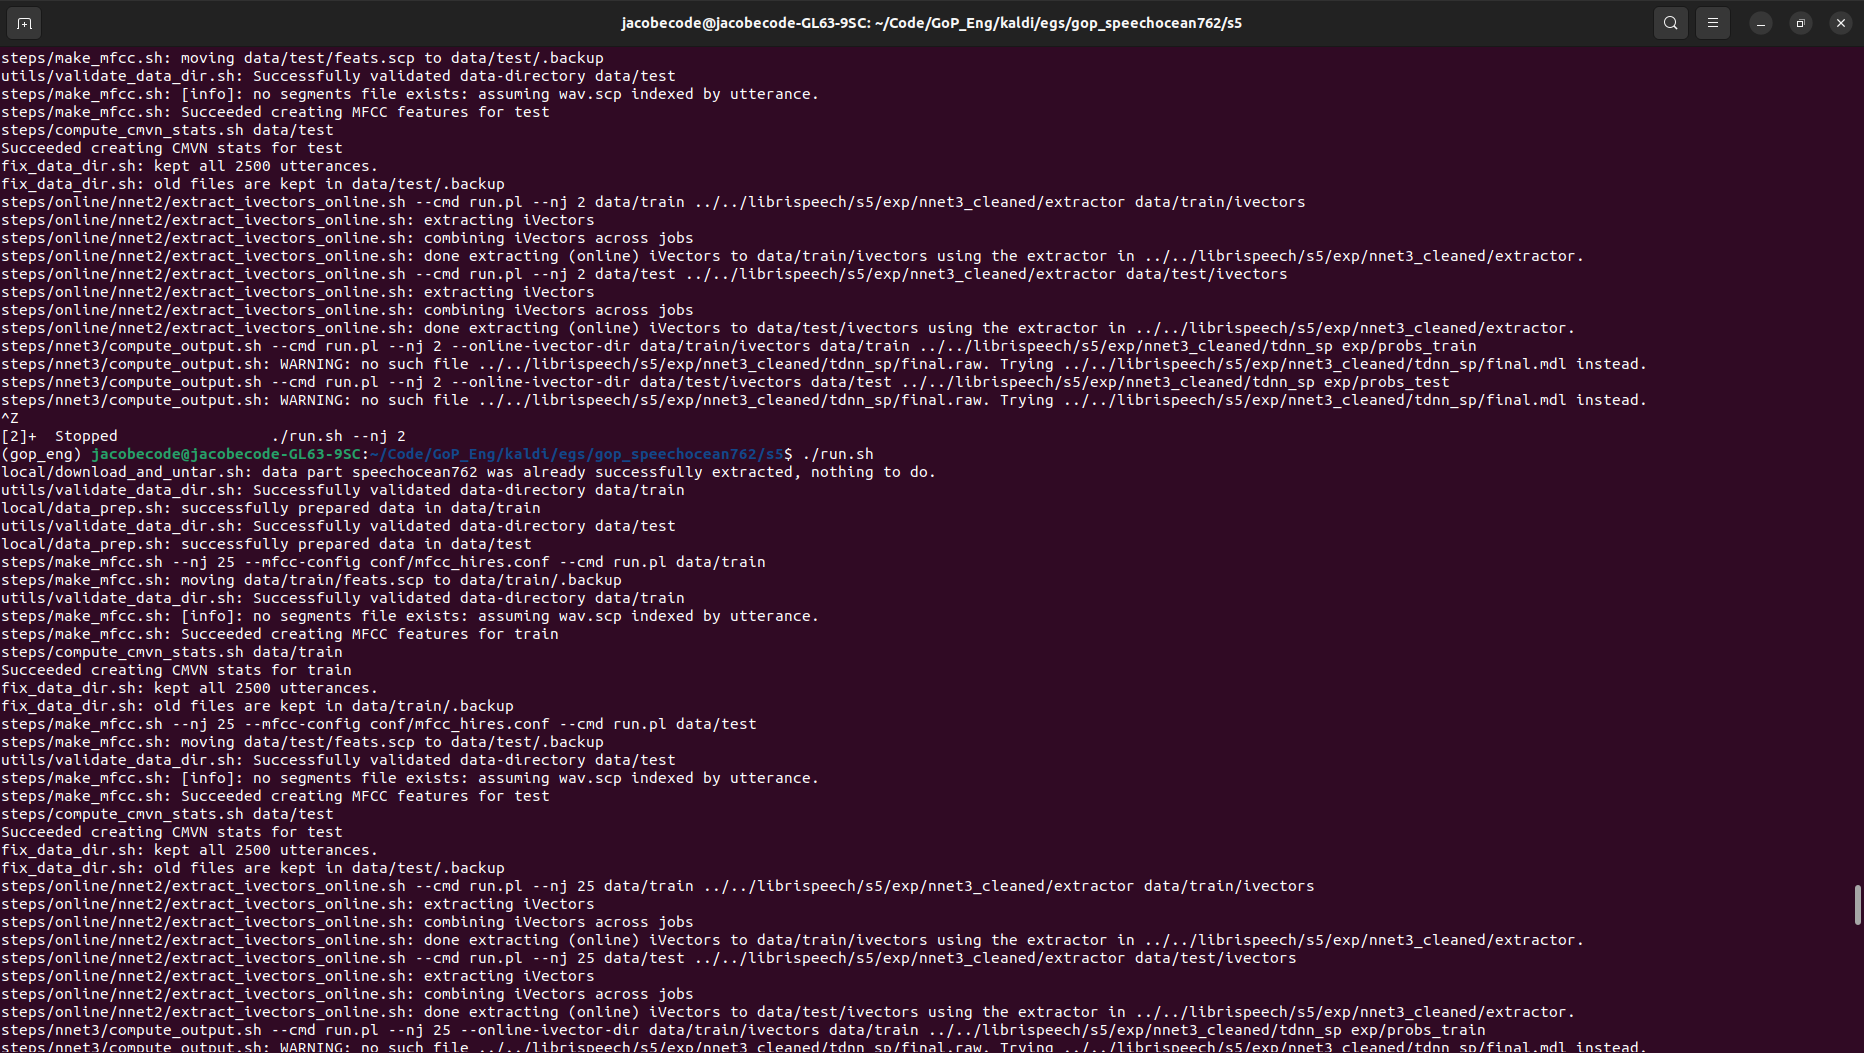 jacobecode@jacobecode-GL63-9SC: ~/Code/GoP_Eng/kaldi/egs/gop_speechocean762/s5
steps/make_mfcc.sh: moving data/test/feats.scp to data/test/.backup
utils/validate_data_dir.sh: Successfully validated data-directory data/test
steps/make_mfcc.sh: [info]: no segments file exists: assuming wav.scp indexed by utterance.
steps/make_mfcc.sh: Succeeded creating MFCC features for test
steps/compute_cmvn_stats.sh data/test
Succeeded creating CMVN stats for test
fix_data_dir.sh: kept all 2500 utterances.
fix_data_dir.sh: old files are kept in data/test/.backup
steps/online/nnet2/extract_ivectors_online.sh --cmd run.pl --nj 2 data/train ../../librispeech/s5/exp/nnet3_cleaned/extractor data/train/ivectors
steps/online/nnet2/extract_ivectors_online.sh: extracting iVectors
steps/online/nnet2/extract_ivectors_online.sh: combining iVectors across jobs
steps/online/nnet2/extract_ivectors_online.sh: done extracting (online) iVectors to data/train/ivectors using the extractor in ../../librispeech/s5/exp/nnet3_cleaned/extractor.
steps/online/nnet2/extract_ivectors_online.sh --cmd run.pl --nj 2 data/test ../../librispeech/s5/exp/nnet3_cleaned/extractor data/test/ivectors
steps/online/nnet2/extract_ivectors_online.sh: extracting iVectors
steps/online/nnet2/extract_ivectors_online.sh: combining iVectors across jobs
steps/online/nnet2/extract_ivectors_online.sh: done extracting (online) iVectors to data/test/ivectors using the extractor in ../../librispeech/s5/exp/nnet3_cleaned/extractor.
steps/nnet3/compute_output.sh --cmd run.pl --nj 2 --online-ivector-dir data/train/ivectors data/train ../../librispeech/s5/exp/nnet3_cleaned/tdnn_sp exp/probs_train
steps/nnet3/compute_output.sh: WARNING: no such file ../../librispeech/s5/exp/nnet3_cleaned/tdnn_sp/final.raw. Trying ../../librispeech/s5/exp/nnet3_cleaned/tdnn_sp/final.mdl instead.
steps/nnet3/compute_output.sh --cmd run.pl --nj 2 --online-ivector-dir data/test/ivectors data/test ../../librispeech/s5/exp/nnet3_cleaned/tdnn_sp exp/probs_test
steps/nnet3/compute_output.sh: WARNING: no such file ../../librispeech/s5/exp/nnet3_cleaned/tdnn_sp/final.raw. Trying ../../librispeech/s5/exp/nnet3_cleaned/tdnn_sp/final.mdl instead.
^Z
[2]+  Stopped                 ./run.sh --nj 2
(gop_eng) jacobecode@jacobecode-GL63-9SC:~/Code/GoP_Eng/kaldi/egs/gop_speechocean762/s5$ ./run.sh
local/download_and_untar.sh: data part speechocean762 was already successfully extracted, nothing to do.
utils/validate_data_dir.sh: Successfully validated data-directory data/train
local/data_prep.sh: successfully prepared data in data/train
utils/validate_data_dir.sh: Successfully validated data-directory data/test
local/data_prep.sh: successfully prepared data in data/test
steps/make_mfcc.sh --nj 25 --mfcc-config conf/mfcc_hires.conf --cmd run.pl data/train
steps/make_mfcc.sh: moving data/train/feats.scp to data/train/.backup
utils/validate_data_dir.sh: Successfully validated data-directory data/train
steps/make_mfcc.sh: [info]: no segments file exists: assuming wav.scp indexed by utterance.
steps/make_mfcc.sh: Succeeded creating MFCC features for train
steps/compute_cmvn_stats.sh data/train
Succeeded creating CMVN stats for train
fix_data_dir.sh: kept all 2500 utterances.
fix_data_dir.sh: old files are kept in data/train/.backup
steps/make_mfcc.sh --nj 25 --mfcc-config conf/mfcc_hires.conf --cmd run.pl data/test
steps/make_mfcc.sh: moving data/test/feats.scp to data/test/.backup
utils/validate_data_dir.sh: Successfully validated data-directory data/test
steps/make_mfcc.sh: [info]: no segments file exists: assuming wav.scp indexed by utterance.
steps/make_mfcc.sh: Succeeded creating MFCC features for test
steps/compute_cmvn_stats.sh data/test
Succeeded creating CMVN stats for test
fix_data_dir.sh: kept all 2500 utterances.
fix_data_dir.sh: old files are kept in data/test/.backup
steps/online/nnet2/extract_ivectors_online.sh --cmd run.pl --nj 25 data/train ../../librispeech/s5/exp/nnet3_cleaned/extractor data/train/ivectors
steps/online/nnet2/extract_ivectors_online.sh: extracting iVectors
steps/online/nnet2/extract_ivectors_online.sh: combining iVectors across jobs
steps/online/nnet2/extract_ivectors_online.sh: done extracting (online) iVectors to data/train/ivectors using the extractor in ../../librispeech/s5/exp/nnet3_cleaned/extractor.
steps/online/nnet2/extract_ivectors_online.sh --cmd run.pl --nj 25 data/test ../../librispeech/s5/exp/nnet3_cleaned/extractor data/test/ivectors
steps/online/nnet2/extract_ivectors_online.sh: extracting iVectors
steps/online/nnet2/extract_ivectors_online.sh: combining iVectors across jobs
steps/online/nnet2/extract_ivectors_online.sh: done extracting (online) iVectors to data/test/ivectors using the extractor in ../../librispeech/s5/exp/nnet3_cleaned/extractor.
steps/nnet3/compute_output.sh --cmd run.pl --nj 25 --online-ivector-dir data/train/ivectors data/train ../../librispeech/s5/exp/nnet3_cleaned/tdnn_sp exp/probs_train
steps/nnet3/compute_output.sh: WARNING: no such file ../../librispeech/s5/exp/nnet3_cleaned/tdnn_sp/final.raw. Trying ../../librispeech/s5/exp/nnet3_cleaned/tdnn_sp/final.mdl instead.